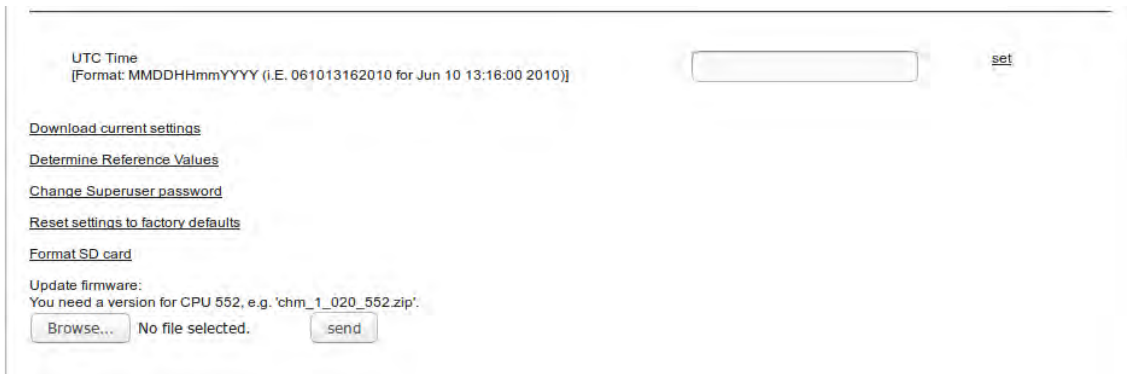 UTC Time
[Format: MMDDHHmmYYYY (i.E. 061013162010 for Jun 10 13:16:00 2010)]
set
Download current settings
Determine Reference Values
Change Superuser password
Reset settings to factory defaults
Format SD card
Update firmware:
You need a version for CPU 552, e.g. 'chm_1_020_552.zip'.
Browse... No file selected. send